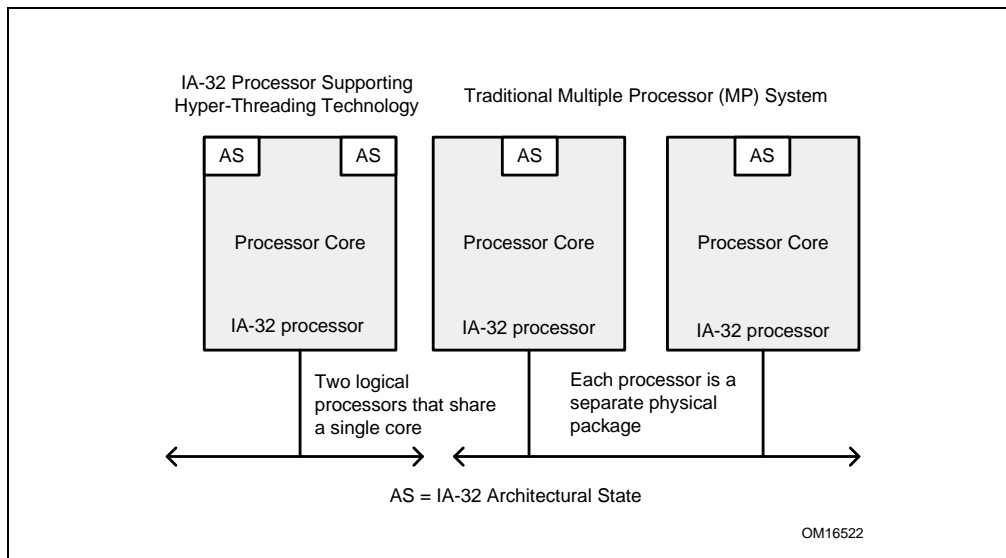 IA-32 Processor Supporting
Hyper-Threading Technology
Traditional Multiple Processor (MP) System
AS
AS
AS
AS
Processor Core
Processor Core
Processor Core
IA-32 processor
IA-32 processor
IA-32 processor
Two logical
processors that share
a single core
Each processor is a
separate physical
package
AS = IA-32 Architectural State
OM16522